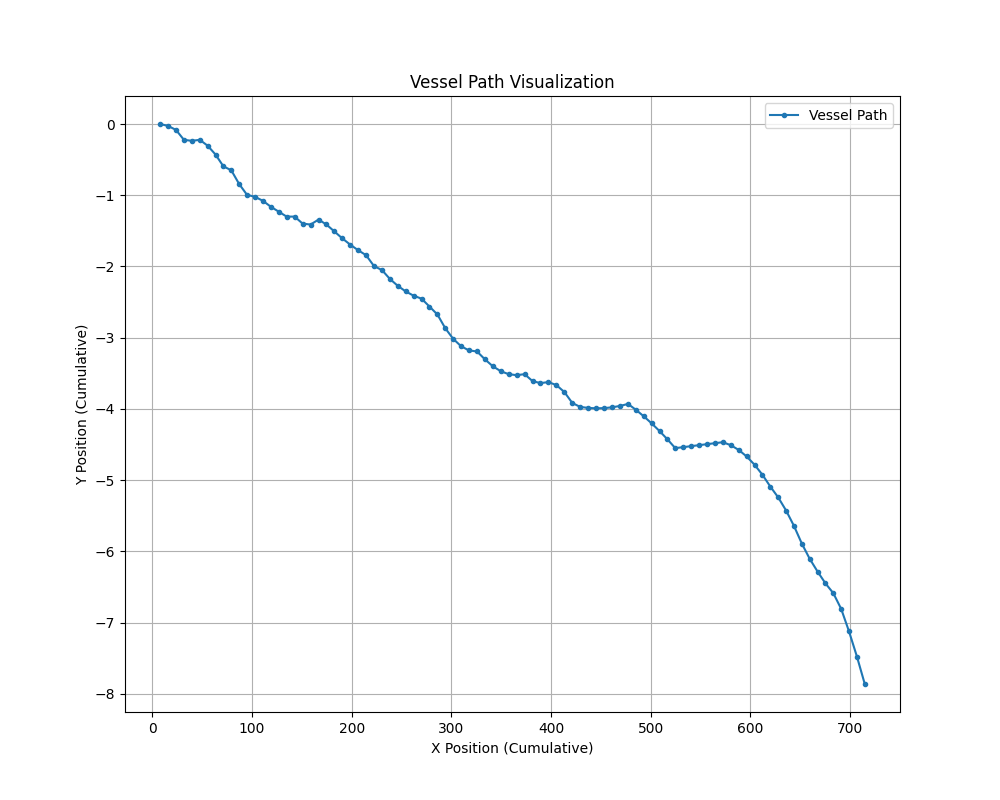 Vessel Path Visualization
Vessel Path
Y Position (Cumulative)
0
−1
−2
−3
−4
−5
−6
−7
−8
0 100 200 300 400 500 600 700
X Position (Cumulative)